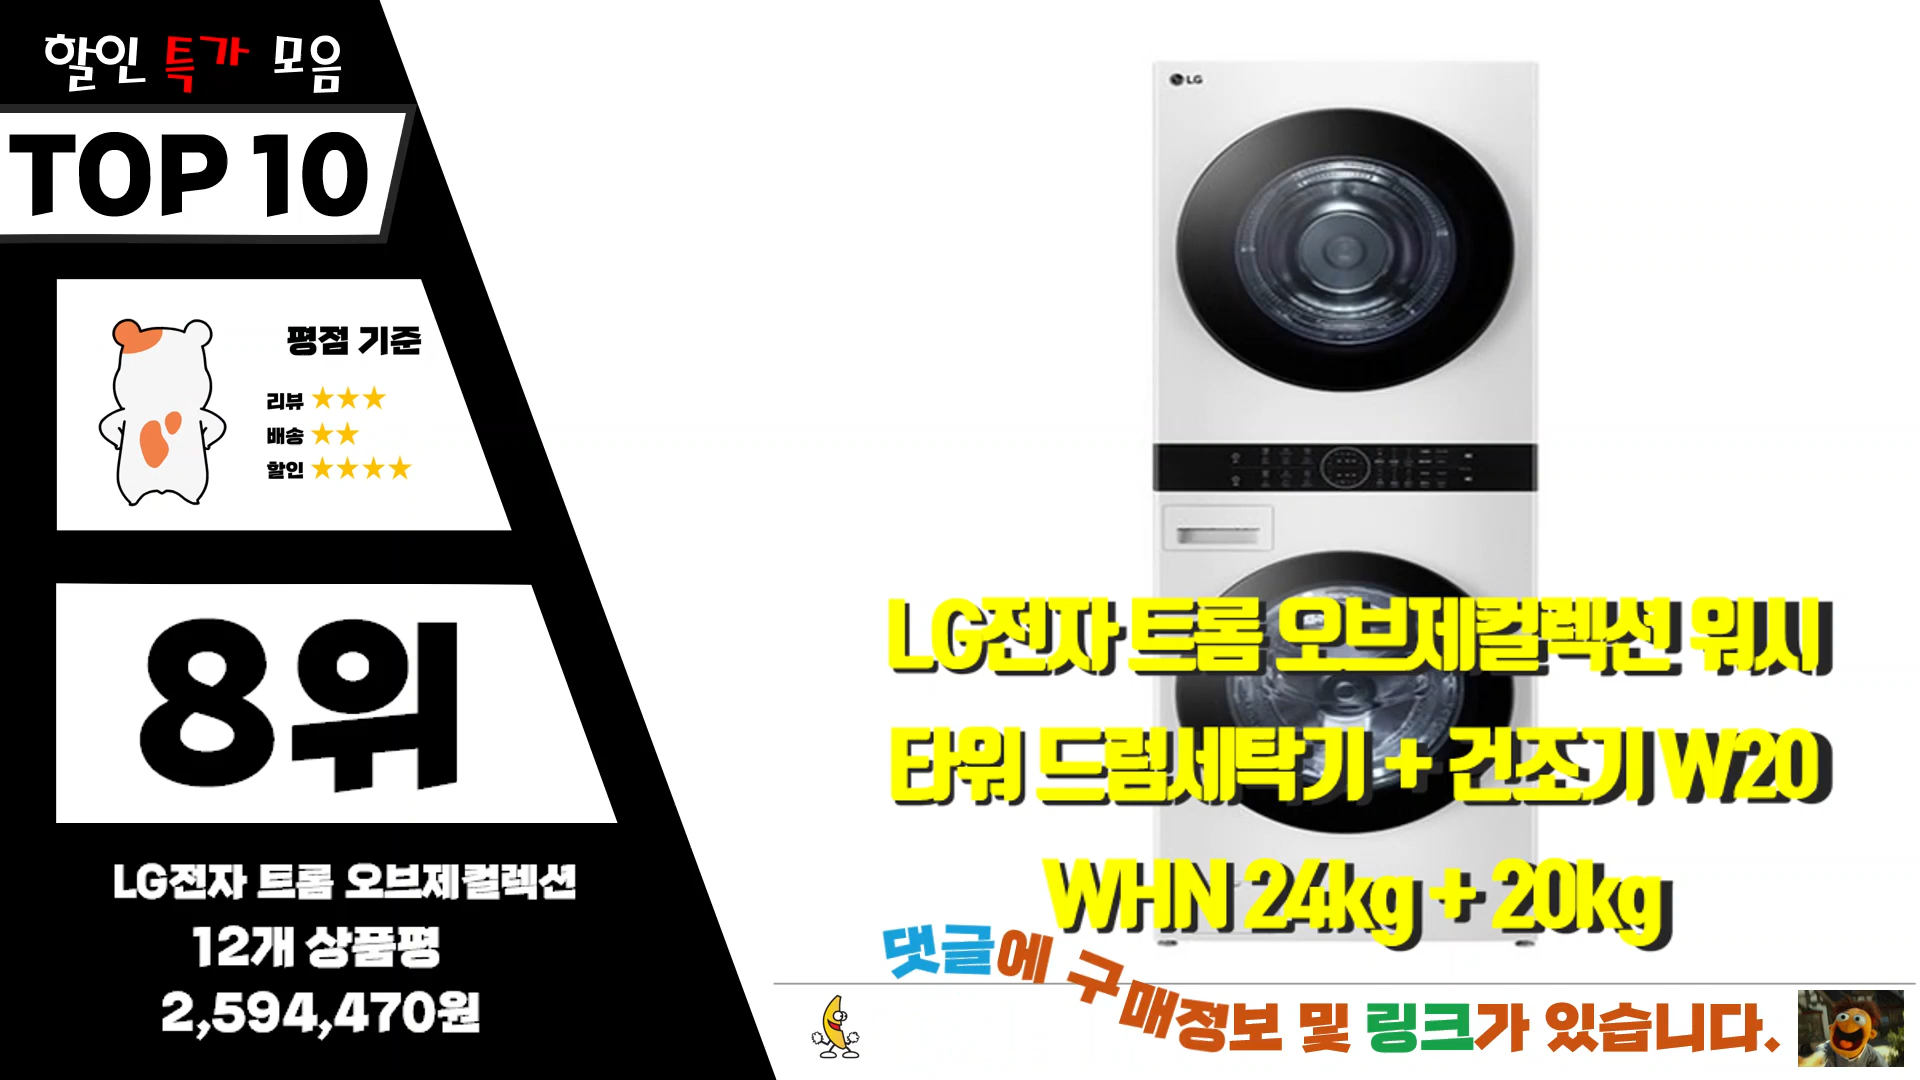 할인 특가 모음
TOP 10
평점 기준
리뷰 ★★★
배송 ★★
할인 ★★★★
8위
LG전자 트롬 오브제컬렉션
12개 상품평
2,594,470원
LG
LG전자 트롬 오브제컬렉션 워시
타워 드럼세탁기 + 건조기 W20
WHN 24kg + 20kg
댓글에 구매정보 및 링크가 있습니다.